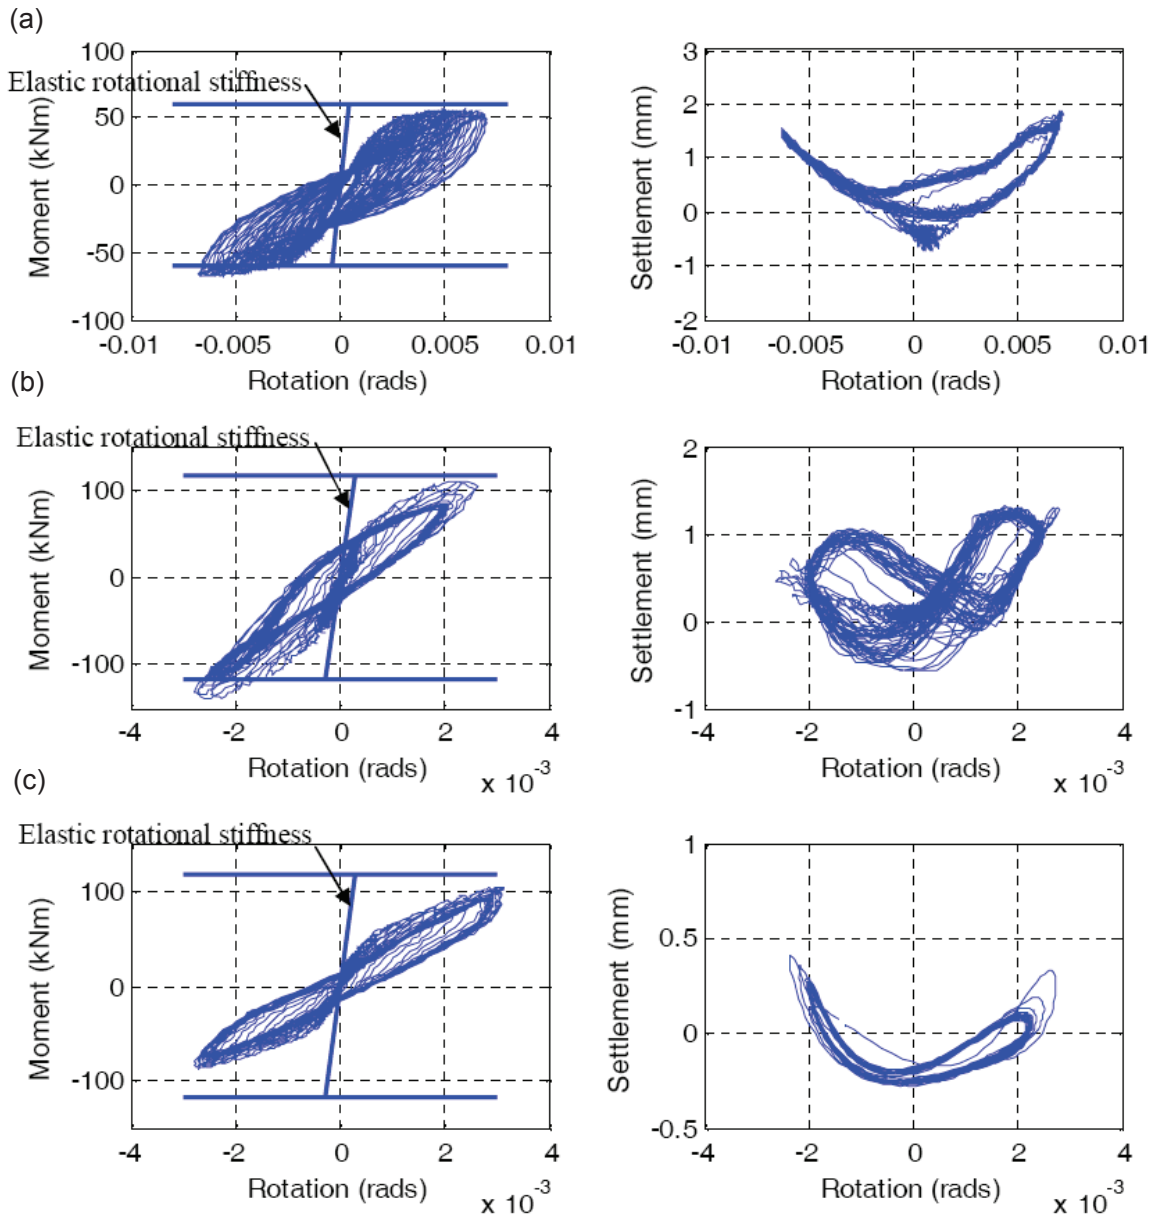 (a)
Elastic rotational stiffness
Moment (kNm)
100
50
0
-50
-100
-0.01
-0.005
0
0.005
0.01
Rotation (rads)
Settlement (mm)
3
2
1
0
-1
-2
-0.01
-0.005
0
0.005
0.01
Rotation (rads)
(b)
Elastic rotational stiffness
Moment (kNm)
100
0
-100
-4
-2
0
2
4
Rotation (rads)
x 10-3
Settlement (mm)
2
1
0
-1
-4
-2
0
2
4
Rotation (rads)
x 10-3
(c)
Elastic rotational stiffness
Moment (kNm)
100
0
-100
-4
-2
0
2
4
Rotation (rads)
x 10-3
Settlement (mm)
1
0.5
0
-0.5
-4
-2
0
2
4
Rotation (rads)
x 10-3